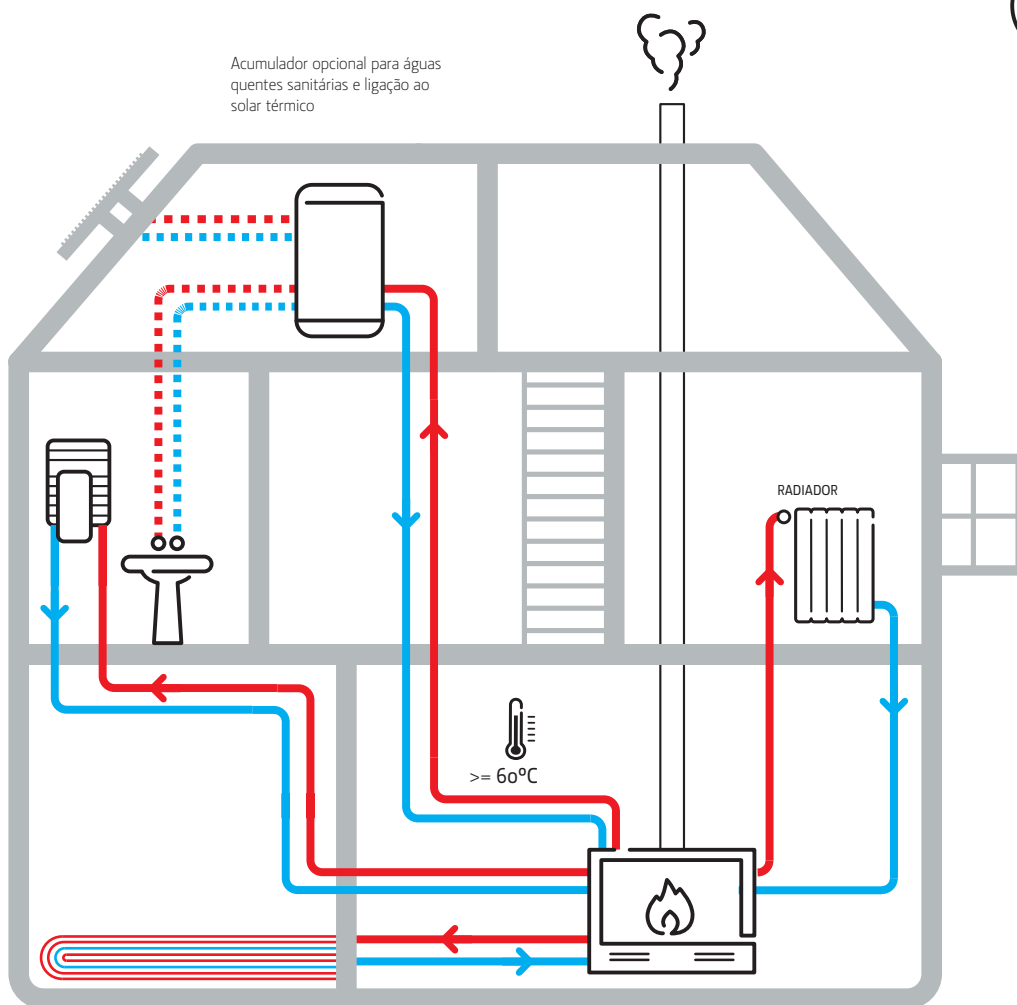 Acumulador opcional para águas
quentes sanitárias e ligação ao
solar térmico
RADIADOR
>= 60ºC